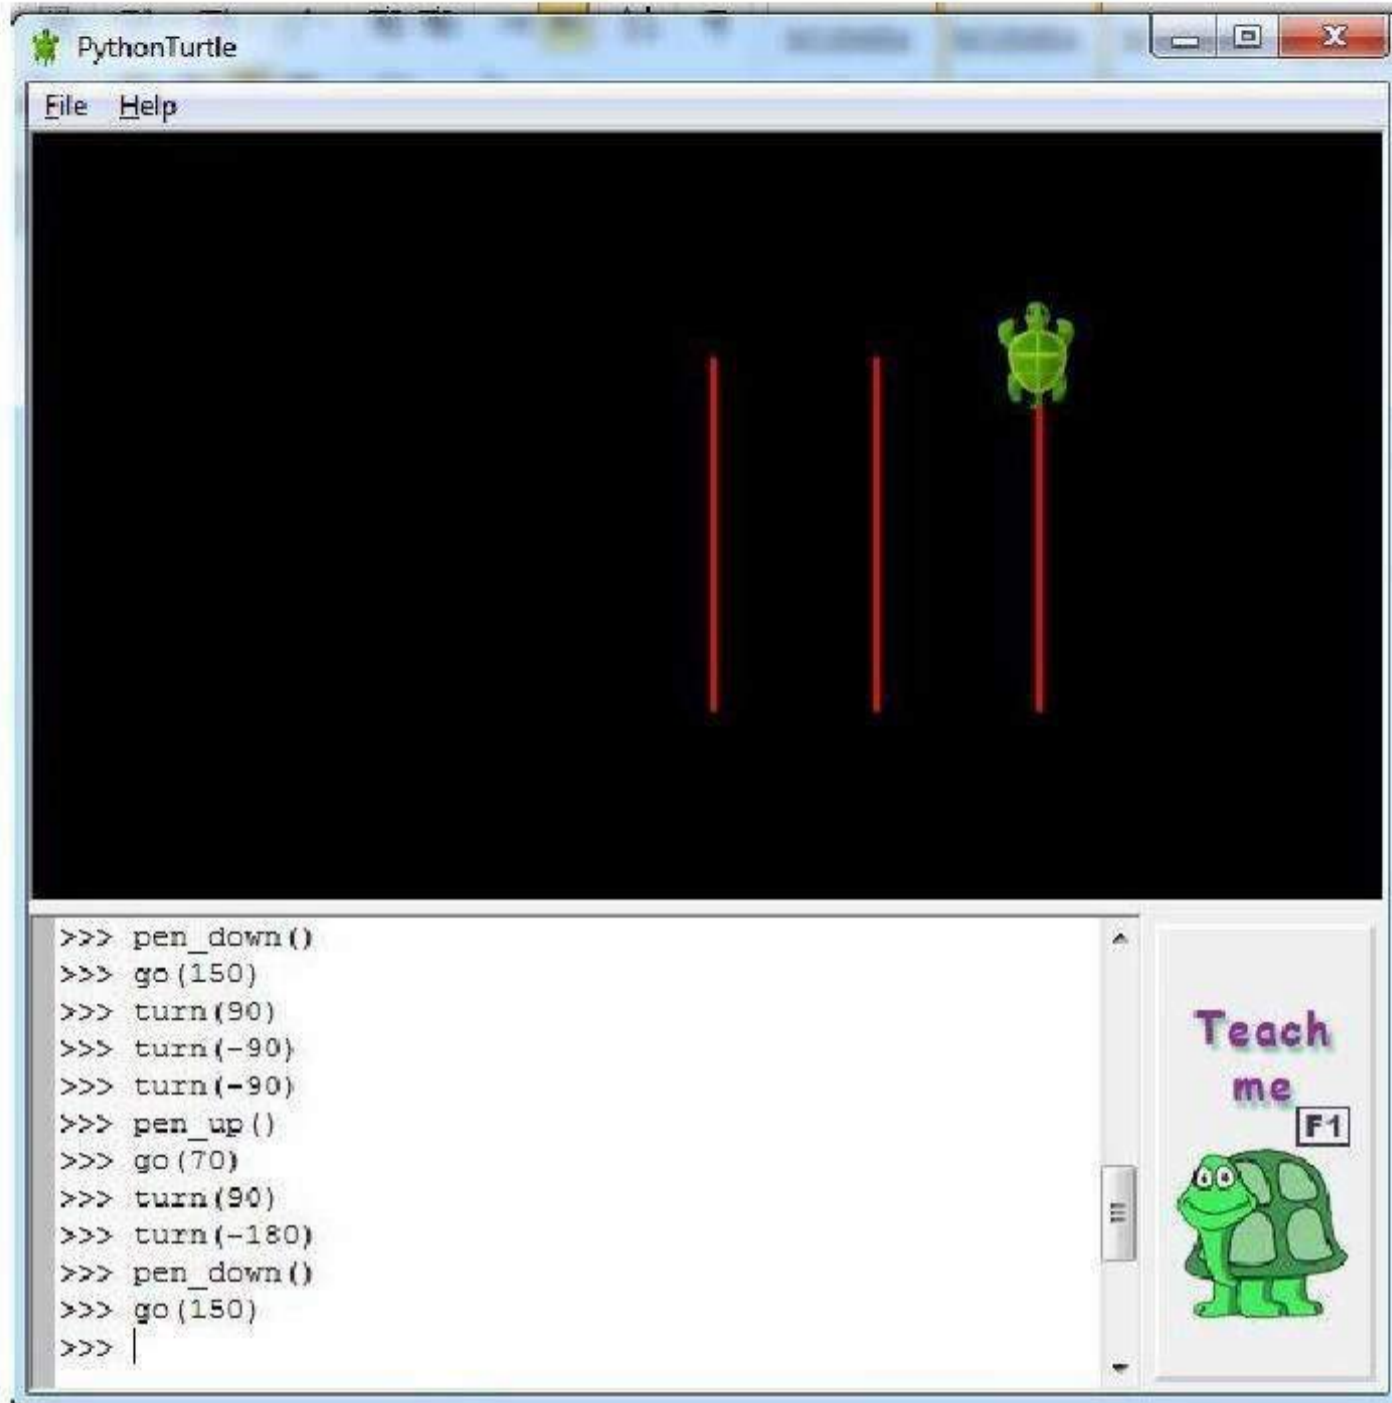 PythonTurtle
File Help
>>> pen_down()
>>> go(150)
>>> turn(90)
>>> turn(-90)
>>> turn(-90)
>>> pen_up()
>>> go(70)
>>> turn(90)
>>> turn(-180)
>>> pen_down()
>>> go(150)
>>>
Teach
me
F1